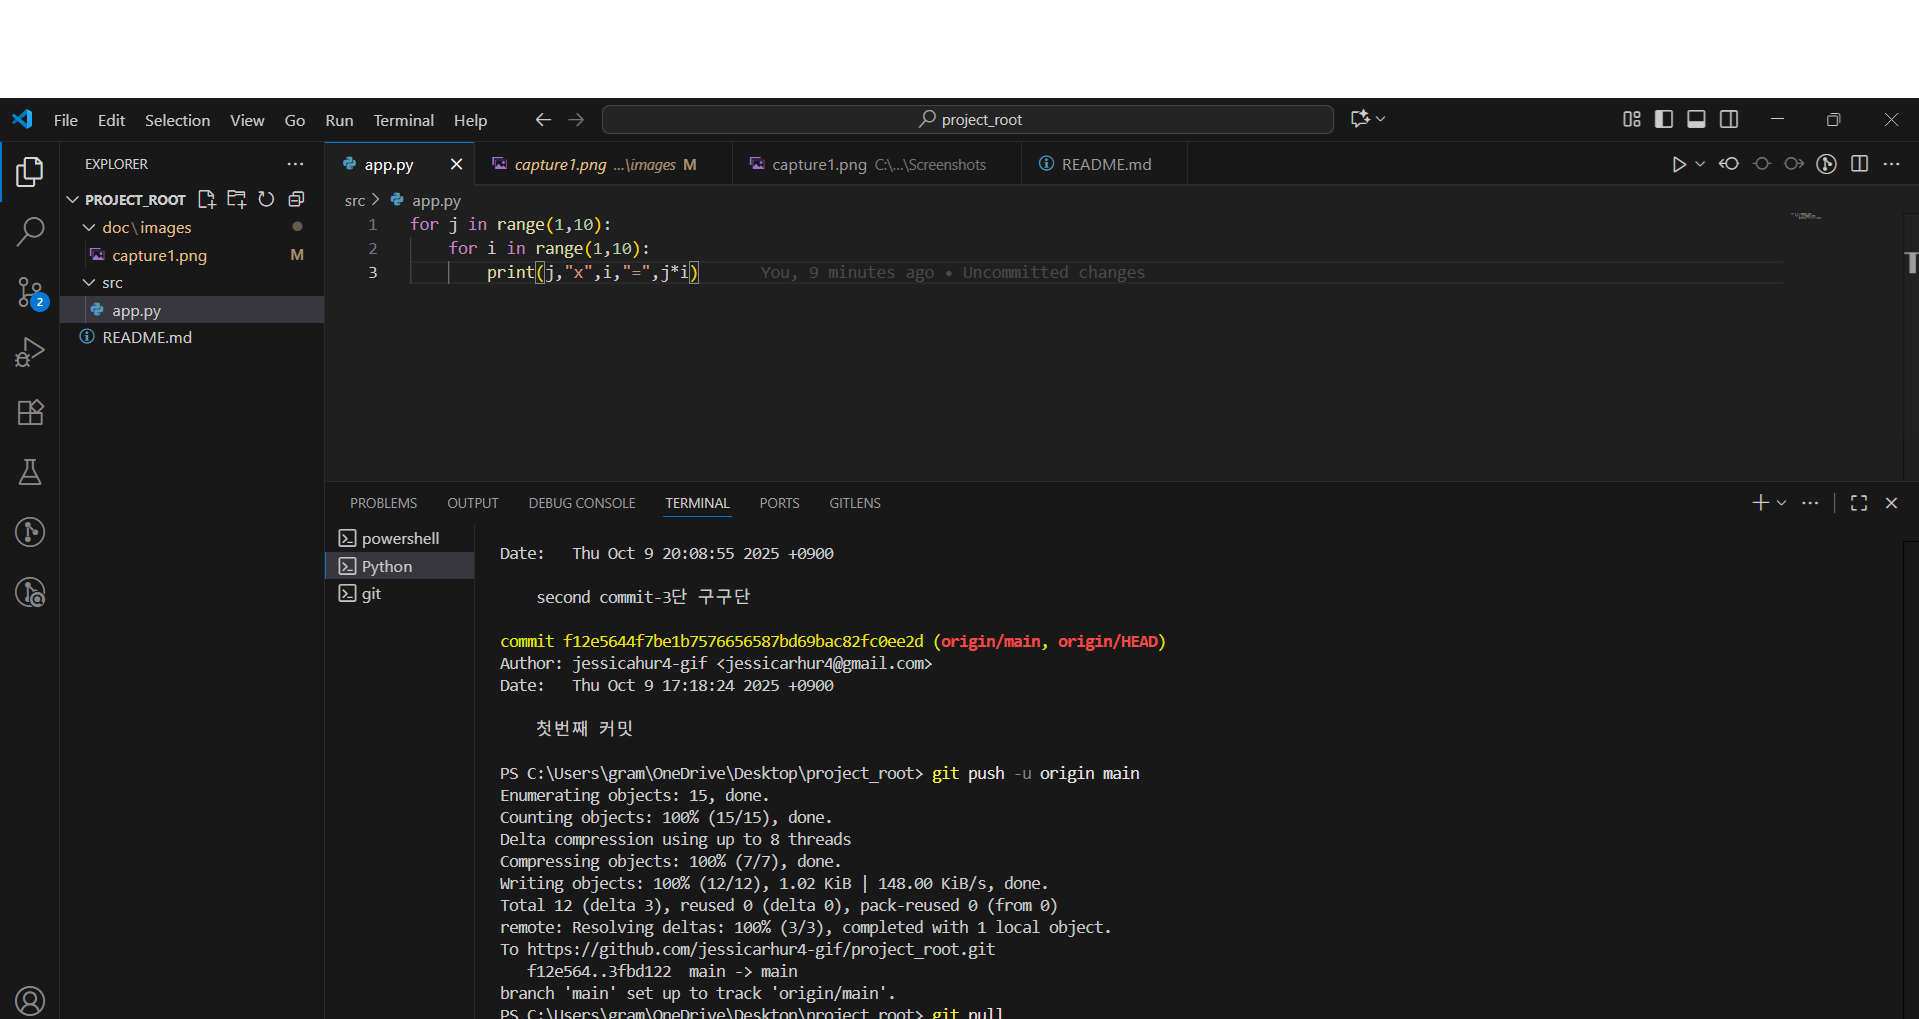 File Edit Selection View Go Run Terminal Help
project_root
EXPLORER
PROJECT_ROOT
doc\images
capture1.png M
src
app.py
README.md
2
app.py
capture1.png ...\images M
capture1.png C:\...\Screenshots
README.md
src > app.py
1 for j in range(1,10):
2 for i in range(1,10):
3 print(j,"x",i,"=",j*i) You, 9 minutes ago • Uncommitted changes
PROBLEMS OUTPUT DEBUG CONSOLE TERMINAL PORTS GITLENS
powershell
Python
git
Date:   Thu Oct 9 20:08:55 2025 +0900
second commit-3단 구구단
commit f12e5644f7be1b7576656587bd69bac82fc0ee2d (origin/main, origin/HEAD)
Author: jessicahur4-gif <jessicarhur4@gmail.com>
Date:   Thu Oct 9 17:18:24 2025 +0900
첫번째 커밋
PS C:\Users\gram\OneDrive\Desktop\project_root> git push -u origin main
Enumerating objects: 15, done.
Counting objects: 100% (15/15), done.
Delta compression using up to 8 threads
Compressing objects: 100% (7/7), done.
Writing objects: 100% (12/12), 1.02 KiB | 148.00 KiB/s, done.
Total 12 (delta 3), reused 0 (delta 0), pack-reused 0 (from 0)
remote: Resolving deltas: 100% (3/3), completed with 1 local object.
To https://github.com/jessicarhur4-gif/project_root.git
f12e564..3fbd122  main -> main
branch 'main' set up to track 'origin/main'.
PS C:\Users\gram\OneDrive\Desktop\project_root> git pull